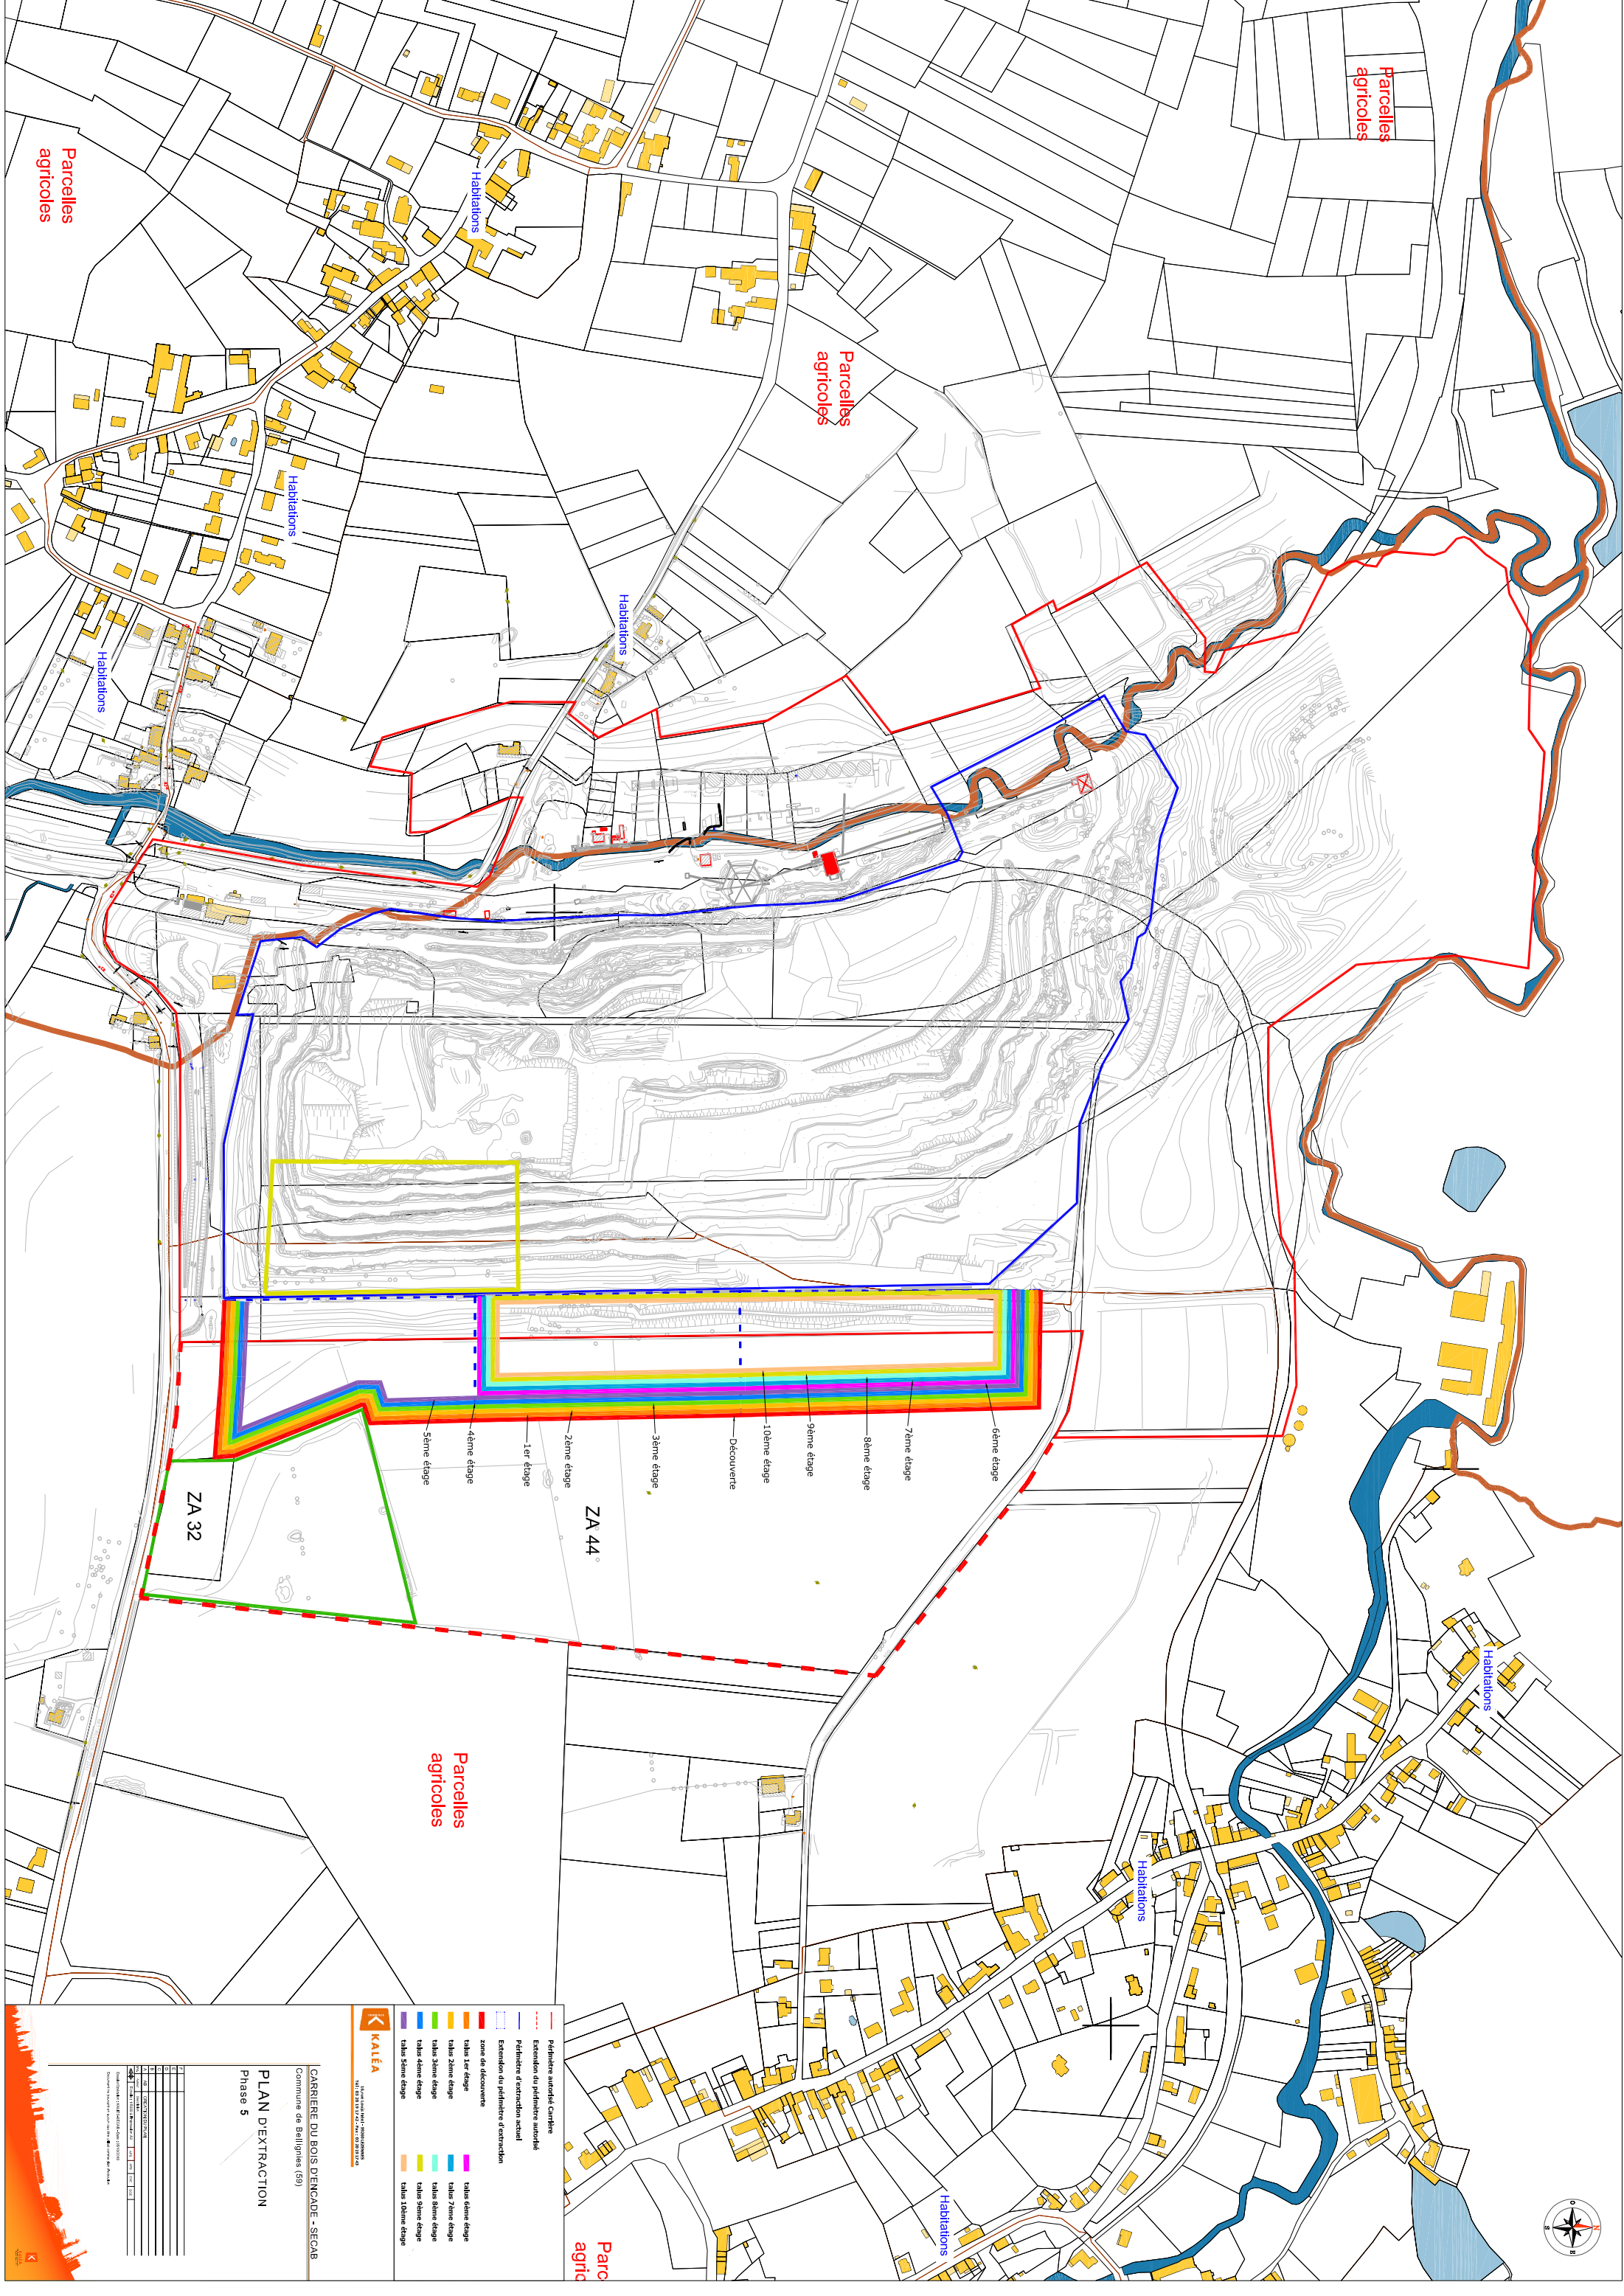 Parcelles
agricoles
Parcelles
agricoles
Parcelles
agricoles
Parcelles
agricoles
Parc
agric
Habitations
Habitations
Habitations
Habitations
Habitations
Habitations
Habitations
ZA 32
ZA 44
6ème étage
7ème étage
8ème étage
9ème étage
10ème étage
Découverte
3ème étage
2ème étage
1er étage
4ème étage
5ème étage
Périmètre autorisé Carrière
Extension du périmètre autorisé
Périmètre d'extraction actuel
Extension du périmètre d'extraction
zone de découverte
talus 1er étage
talus 2ème étage
talus 3ème étage
talus 4ème étage
talus 5ème étage
talus 6ème étage
talus 7ème étage
talus 8ème étage
talus 9ème étage
talus 10ème étage
KALÉA
CARRIERE DU BOIS D'ENCADE - SECAB
Commune de Bellignies (59)
PLAN D'EXTRACTION
Phase 5
N
E
S
O